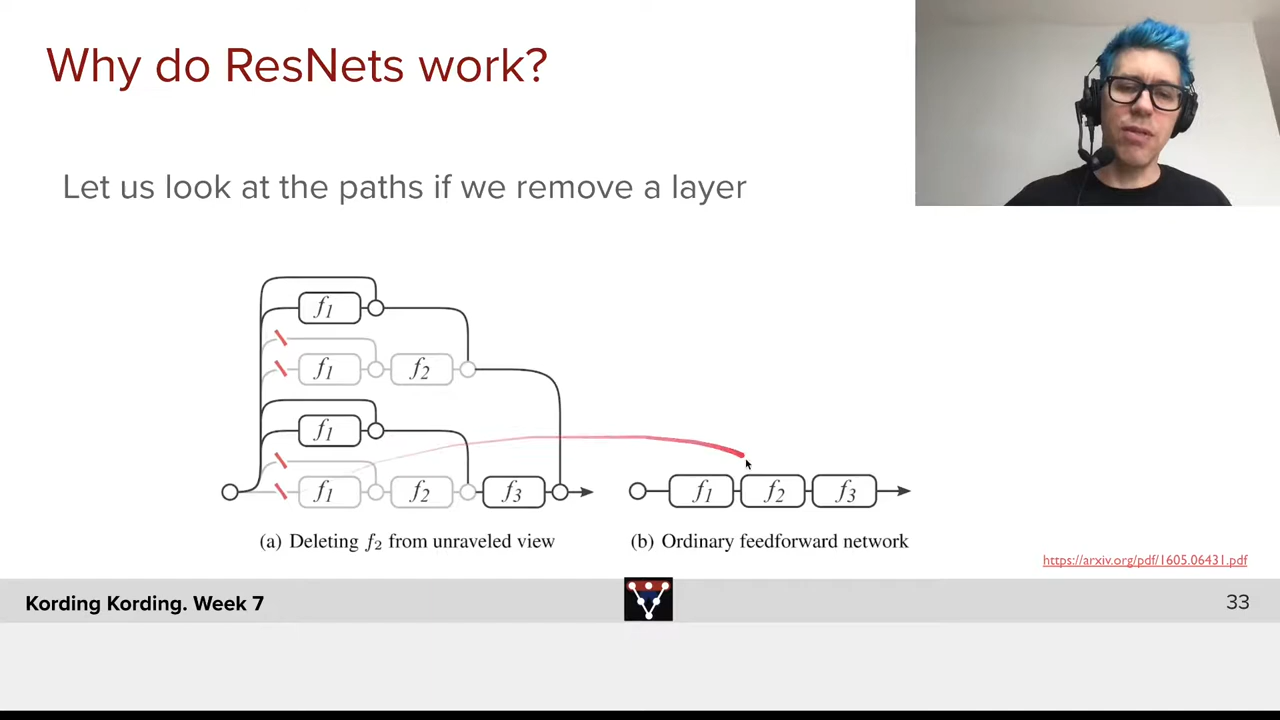 Why do ResNets work?
Let us look at the paths if we remove a layer
f1
f1 f2
f1
f1 f2 f3
f1 f2 f3
(a) Deleting f2 from unraveled view
(b) Ordinary feedforward network
https://arxiv.org/pdf/1605.06431.pdf
Kording Kording. Week 7
33